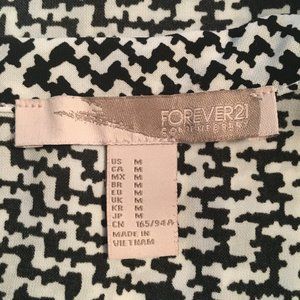 FOREVER21
CONTEMPORARY
US M
CA M
MX M
BR M
EU M
UK M
KR M
JP M
CN 165/94A
MADE IN
VIETNAM